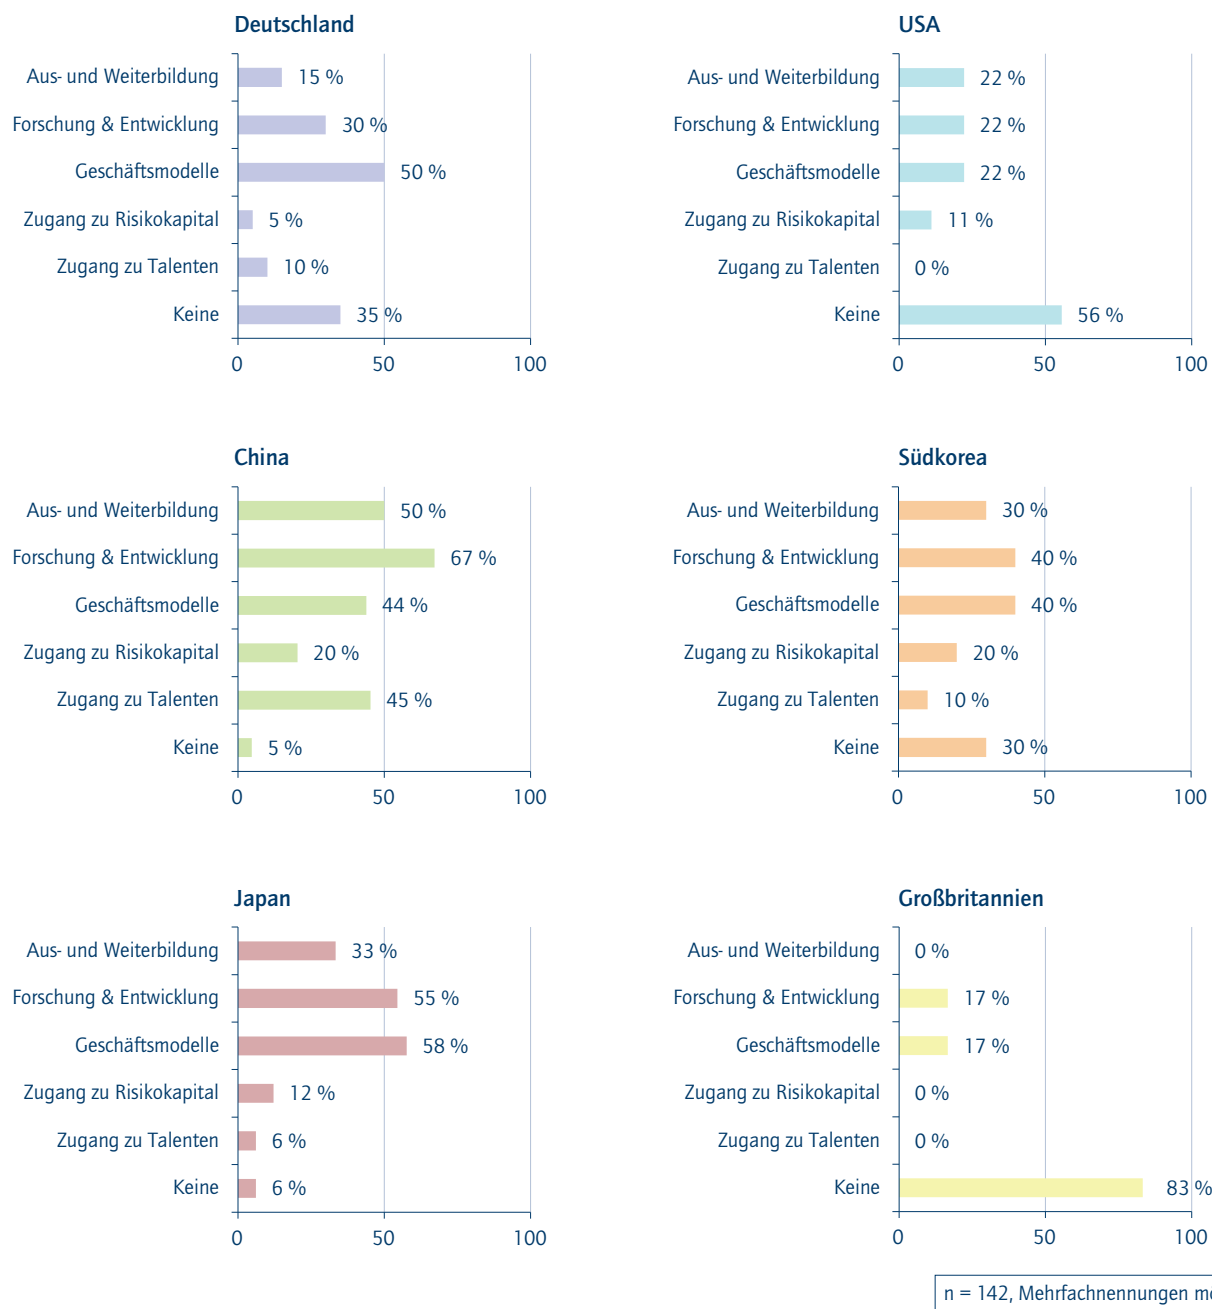 Deutschland
Aus- und Weiterbildung 15 %
Forschung & Entwicklung 30 %
Geschäftsmodelle 50 %
Zugang zu Risikokapital 5 %
Zugang zu Talenten 10 %
Keine 35 %
0 50 100
USA
Aus- und Weiterbildung 22 %
Forschung & Entwicklung 22 %
Geschäftsmodelle 22 %
Zugang zu Risikokapital 11 %
Zugang zu Talenten 0 %
Keine 56 %
0 50 100
China
Aus- und Weiterbildung 50 %
Forschung & Entwicklung 67 %
Geschäftsmodelle 44 %
Zugang zu Risikokapital 20 %
Zugang zu Talenten 45 %
Keine 5 %
0 50 100
Südkorea
Aus- und Weiterbildung 30 %
Forschung & Entwicklung 40 %
Geschäftsmodelle 40 %
Zugang zu Risikokapital 20 %
Zugang zu Talenten 10 %
Keine 30 %
0 50 100
Japan
Aus- und Weiterbildung 33 %
Forschung & Entwicklung 55 %
Geschäftsmodelle 58 %
Zugang zu Risikokapital 12 %
Zugang zu Talenten 6 %
Keine 6 %
0 50 100
Großbritannien
Aus- und Weiterbildung 0 %
Forschung & Entwicklung 17 %
Geschäftsmodelle 17 %
Zugang zu Risikokapital 0 %
Zugang zu Talenten 0 %
Keine 83 %
0 50 100
n = 142, Mehrfachnennungen